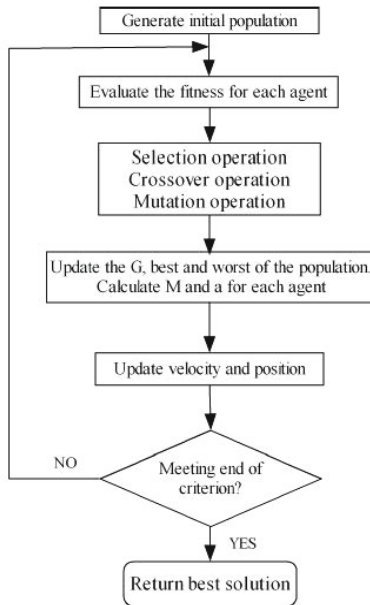 Generate initial population
Evaluate the fitness for each agent
Selection operation
Crossover operation
Mutation operation
Update the G, best and worst of the population.
Calculate M and a for each agent
Update velocity and position
NO
Meeting end of
criterion?
YES
Return best solution